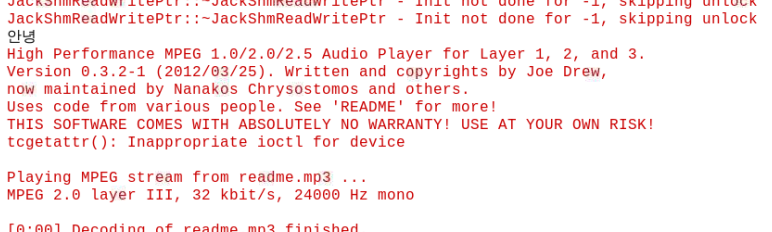 JackShmReadWritePtr::~JackShmReadWritePtr - Init not done for -1, skipping unlock
JackShmReadWritePtr::~JackShmReadWritePtr - Init not done for -1, skipping unlock
안녕
High Performance MPEG 1.0/2.0/2.5 Audio Player for Layer 1, 2, and 3.
Version 0.3.2-1 (2012/03/25). Written and copyrights by Joe Drew,
now maintained by Nanakos Chrysostomos and others.
Uses code from various people. See 'README' for more!
THIS SOFTWARE COMES WITH ABSOLUTELY NO WARRANTY! USE AT YOUR OWN RISK!
tcgetattr(): Inappropriate ioctl for device
Playing MPEG stream from readme.mp3 ...
MPEG 2.0 layer III, 32 kbit/s, 24000 Hz mono
[0:00] Decoding of readme.mp3 finished